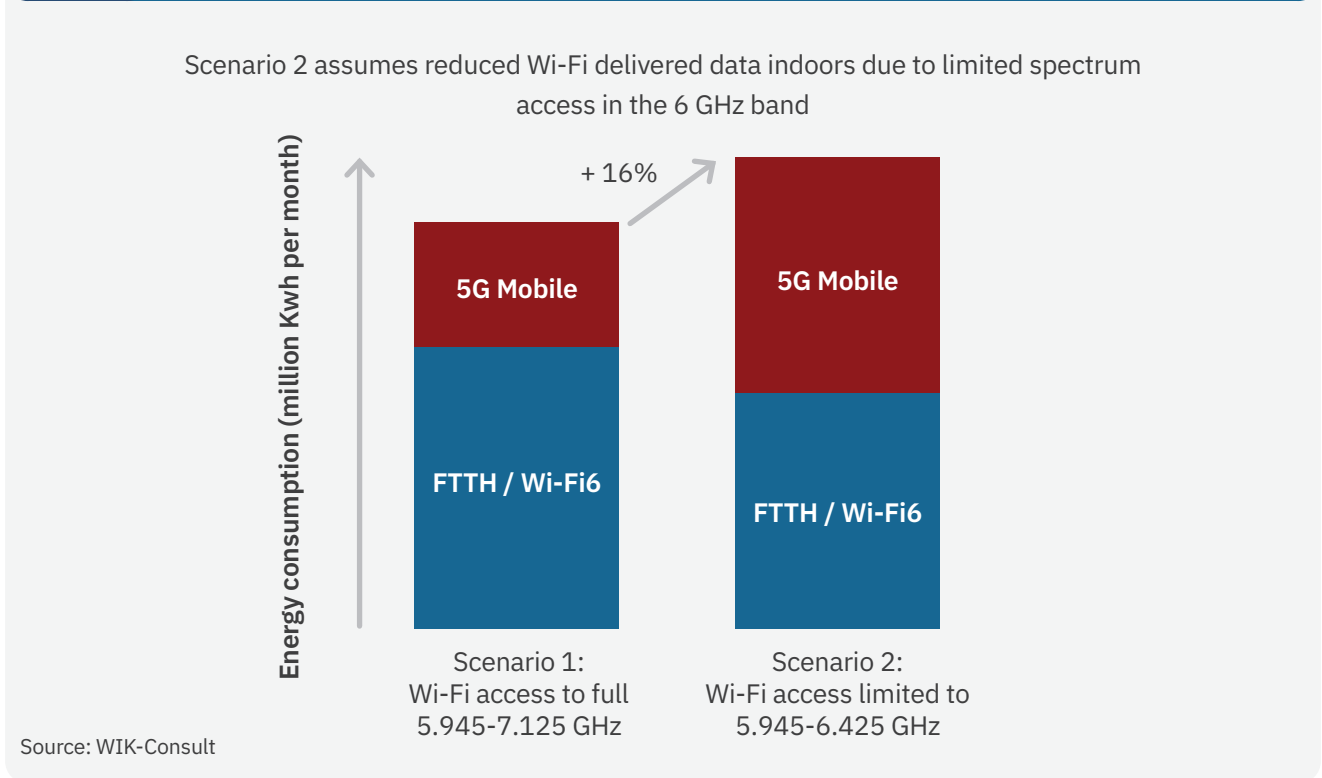 Scenario 2 assumes reduced Wi-Fi delivered data indoors due to limited spectrum
access in the 6 GHz band
Energy consumption (million Kwh per month)
+ 16%
5G Mobile
5G Mobile
FTTH / Wi-Fi6
FTTH / Wi-Fi6
Scenario 1:
Wi-Fi access to full
5.945-7.125 GHz
Scenario 2:
Wi-Fi access limited to
5.945-6.425 GHz
Source: WIK-Consult